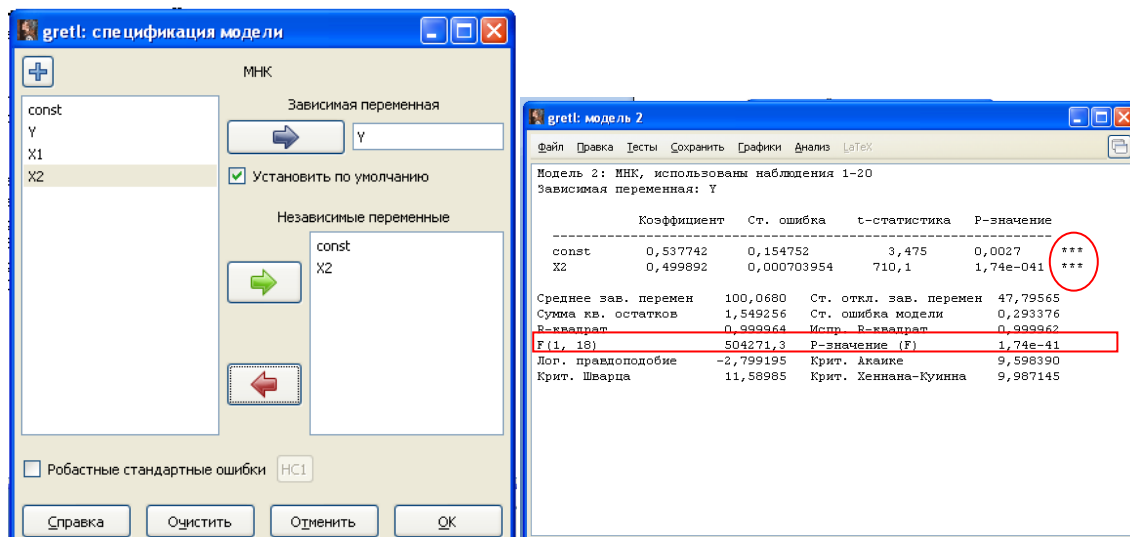 gretl: спецификация модели
МНК
const
Y
X1
X2
Зависимая переменная
Y
Установить по умолчанию
Независимые переменные
const
X2
Робастные стандартные ошибки HC1
Справка Очистить Отменить OK
gretl: модель 2
Файл Правка Тесты Сохранить Графики Анализ LaTeX
Модель 2: МНК, использованы наблюдения 1-20
Зависимая переменная: Y
Коэффициент Ст. ошибка t-статистика P-значение
---------------------------------------------------------------
const 0,537742 0,154752 3,475 0,0027 ***
X2 0,499892 0,000703954 710,1 1,74e-041 ***
Среднее зав. перемен 100,0680 Ст. откл. зав. перемен 47,79565
Сумма кв. остатков 1,549256 Ст. ошибка модели 0,293376
R-квадрат 0,999964 Испр. R-квадрат 0,999962
F(1, 18) 504271,3 P-значение (F) 1,74e-41
Лог. правдоподобие -2,799195 Крит. Акаике 9,598390
Крит. Шварца 11,58985 Крит. Хеннана-Куинна 9,987145